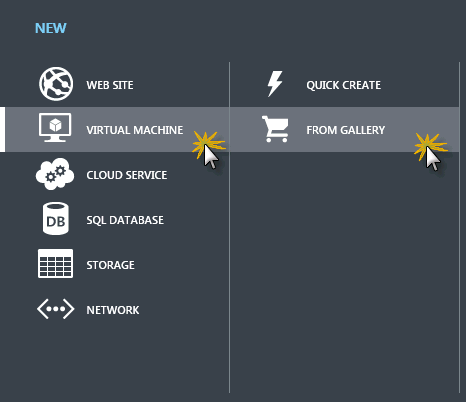 NEW
WEB SITE
VIRTUAL MACHINE
CLOUD SERVICE
DB
SQL DATABASE
STORAGE
NETWORK
QUICK CREATE
FROM GALLERY